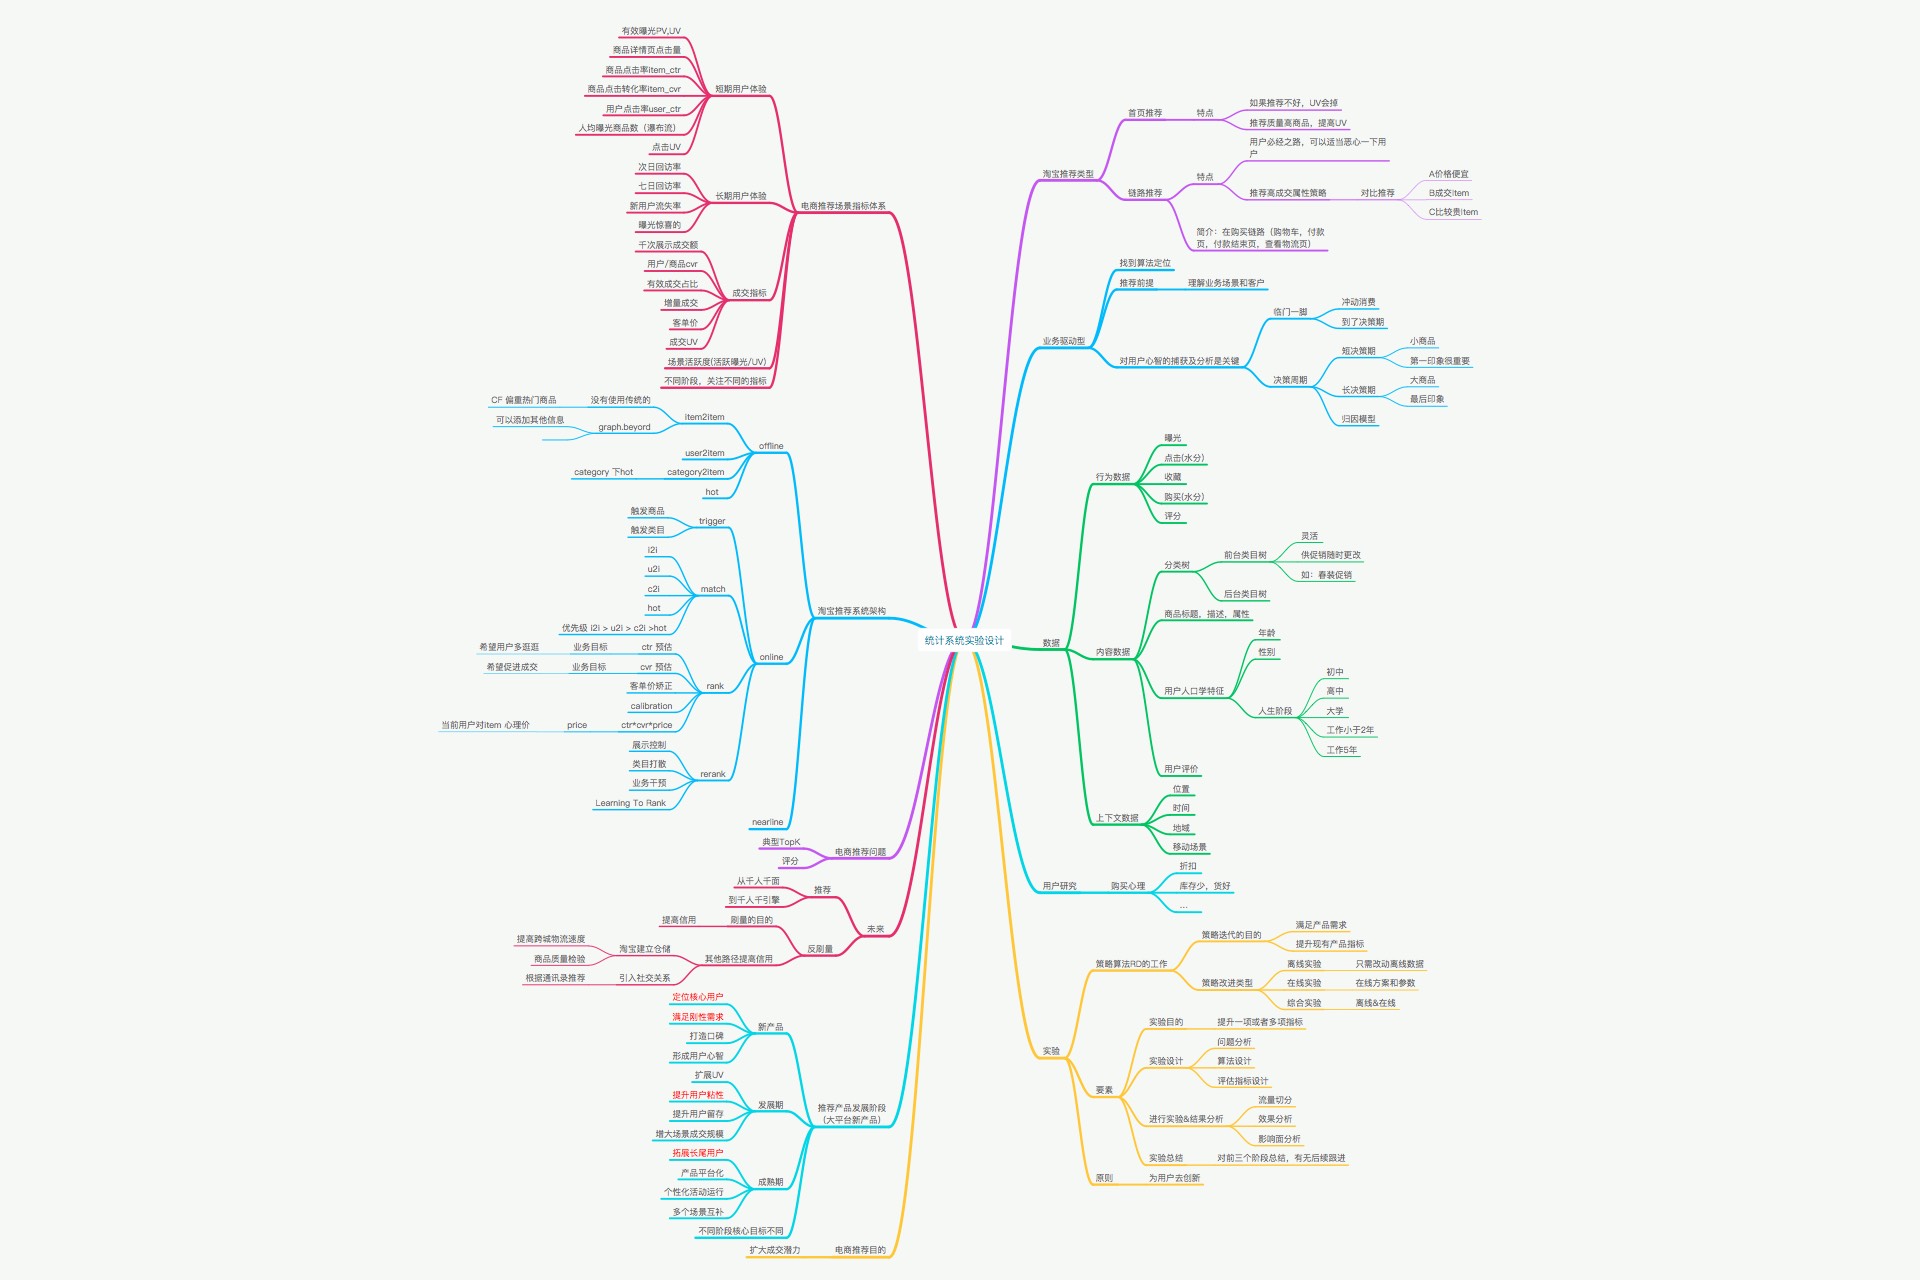 统计系统实验设计
淘宝推荐类型
首页推荐
特点
如果推荐不好，UV会掉
推荐质量高商品，提高UV
链路推荐
特点
用户必经之路，可以适当恶心一下用
户
推荐高成交属性策略
对比推荐
A价格便宜
B成交item
C比较贵item
简介：在购买链路（购物车，付款
页，付款结束页，查看物流页）
业务驱动型
找到算法定位
推荐前提
理解业务场景和客户
对用户心智的捕获及分析是关键
临门一脚
冲动消费
到了决策期
决策周期
短决策期
小商品
第一印象很重要
长决策期
大商品
最后印象
归因模型
数据
行为数据
曝光
点击(水分)
收藏
购买(水分)
评分
内容数据
分类树
前台类目树
灵活
供促销随时更改
如：春装促销
后台类目树
商品标题，描述，属性
用户人口学特征
年龄
性别
人生阶段
初中
高中
大学
工作小于2年
工作5年
用户评价
上下文数据
位置
时间
地域
移动场景
用户研究
购买心理
折扣
库存少，货好
...
实验
策略算法RD的工作
策略迭代的目的
满足产品需求
提升现有产品指标
策略改进类型
离线实验
只需改动离线数据
在线实验
在线方案和参数
综合实验
离线&在线
要素
实验目的
提升一项或者多项指标
实验设计
问题分析
算法设计
评估指标设计
进行实验&结果分析
流量切分
效果分析
影响面分析
实验总结
对前三个阶段总结，有无后续跟进
原则
为用户去创新
电商推荐场景指标体系
短期用户体验
有效曝光PV,UV
商品详情页点击量
商品点击率item_ctr
商品点击转化率item_cvr
用户点击率user_ctr
人均曝光商品数（瀑布流）
点击UV
长期用户体验
次日回访率
七日回访率
新用户流失率
曝光惊喜的
成交指标
千次展示成交额
用户/商品cvr
有效成交占比
增量成交
客单价
成交UV
场景活跃度(活跃曝光/UV)
不同阶段，关注不同的指标
淘宝推荐系统架构
offline
item2item
没有使用传统的
CF 偏重热门商品
graph.beyord
可以添加其他信息
user2item
category2item
category 下hot
hot
online
trigger
触发商品
触发类目
match
i2i
u2i
c2i
hot
优先级 i2i > u2i > c2i >hot
rank
ctr 预估
业务目标
希望用户多逛逛
cvr 预估
业务目标
希望促进成交
客单价矫正
calibration
ctr*cvr*price
price
当前用户对item 心理价
rerank
展示控制
类目打散
业务干预
Learning To Rank
nearline
电商推荐问题
典型TopK
评分
未来
推荐
从千人千面
到千人千引擎
反刷量
刷量的目的
提高信用
其他路径提高信用
淘宝建立仓储
提高跨城物流速度
商品质量检验
引入社交关系
根据通讯录推荐
推荐产品发展阶段
（大平台新产品）
新产品
定位核心用户
满足刚性需求
打造口碑
形成用户心智
发展期
扩展UV
提升用户粘性
提升用户留存
增大场景成交规模
成熟期
拓展长尾用户
产品平台化
个性化活动运行
多个场景互补
不同阶段核心目标不同
电商推荐目的
扩大成交潜力